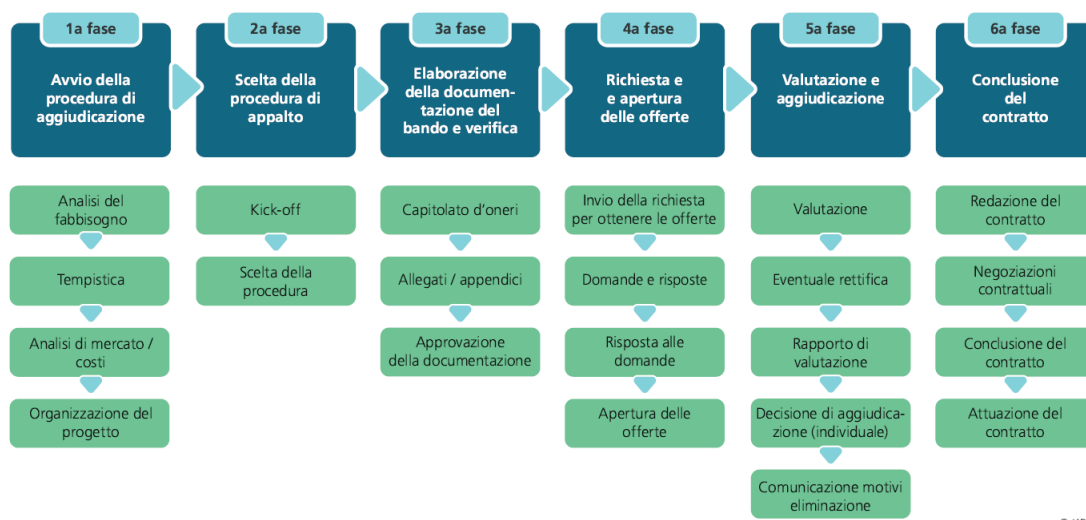 1a fase
Avvio della
procedura di
aggiudicazione
2a fase
Scelta della
procedura di
appalto
3a fase
Elaborazione
della documen-
tazione del
bando e verifica
4a fase
Richiesta e
e apertura
delle offerte
5a fase
Valutazione e
aggiudicazione
6a fase
Conclusione
del
contratto
Analisi del
fabbisogno
Tempistica
Analisi di mercato /
costi
Organizzazione del
progetto
Kick-off
Scelta della
procedura
Capitolato d'oneri
Allegati / appendici
Approvazione
della documentazione
Invio della richiesta
per ottenere le offerte
Domande e risposte
Risposta alle
domande
Apertura delle
offerte
Valutazione
Eventuale rettifica
Rapporto di
valutazione
Decisione di aggiudica-
zione (individuale)
Comunicazione motivi
eliminazione
Redazione del
contratto
Negoziazioni
contrattuali
Conclusione del
contratto
Attuazione del
contratto